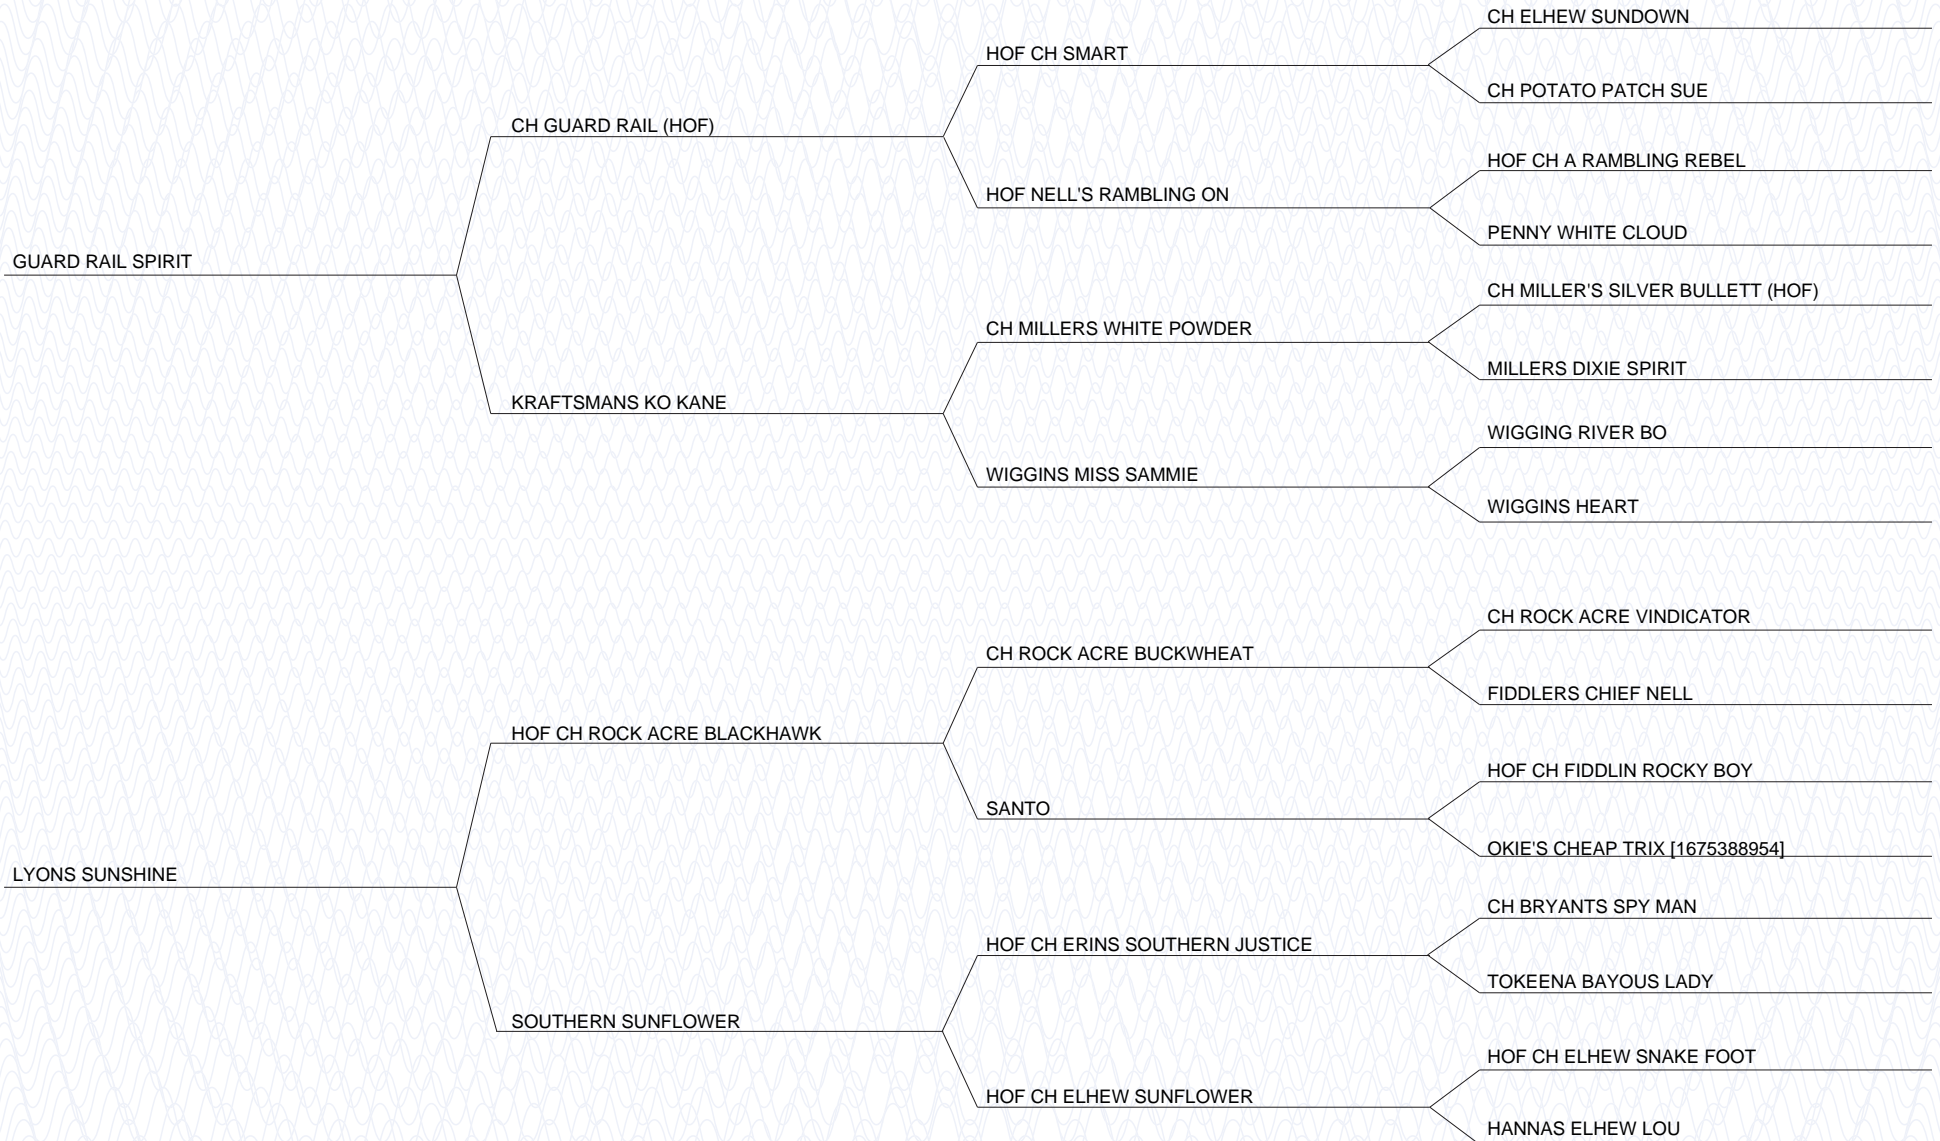 CH ELHEW SUNDOWN
HOF CH SMART
CH POTATO PATCH SUE
CH GUARD RAIL (HOF)
HOF CH A RAMBLING REBEL
HOF NELL'S RAMBLING ON
PENNY WHITE CLOUD
GUARD RAIL SPIRIT
CH MILLER'S SILVER BULLETT (HOF)
CH MILLERS WHITE POWDER
MILLERS DIXIE SPIRIT
KRAFTSMANS KO KANE
WIGGING RIVER BO
WIGGINS MISS SAMMIE
WIGGINS HEART
CH ROCK ACRE VINDICATOR
CH ROCK ACRE BUCKWHEAT
FIDDLERS CHIEF NELL
HOF CH ROCK ACRE BLACKHAWK
HOF CH FIDDLIN ROCKY BOY
SANTO
OKIE'S CHEAP TRIX [1675388954]
LYONS SUNSHINE
CH BRYANTS SPY MAN
HOF CH ERINS SOUTHERN JUSTICE
TOKEENA BAYOUS LADY
SOUTHERN SUNFLOWER
HOF CH ELHEW SNAKE FOOT
HOF CH ELHEW SUNFLOWER
HANNAS ELHEW LOU